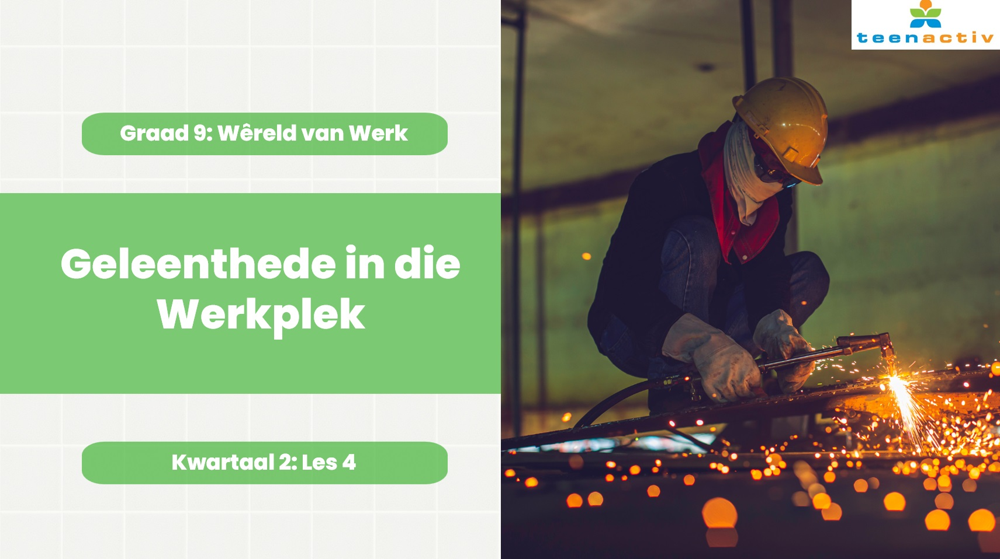 Graad 9: Wêreld van Werk
Geleenthede in die
Werkplek
Kwartaal 2: Les 4
teenactiv